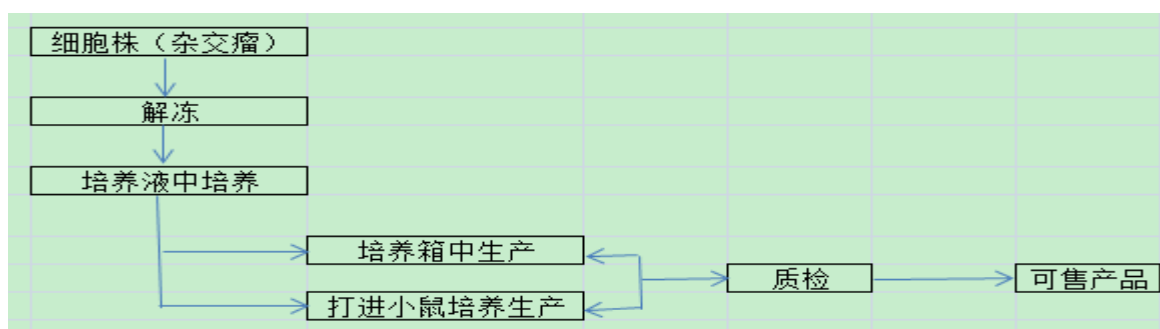 细胞株（杂交瘤）
解冻
培养液中培养
培养箱中生产
打进小鼠培养生产
质检
可售产品